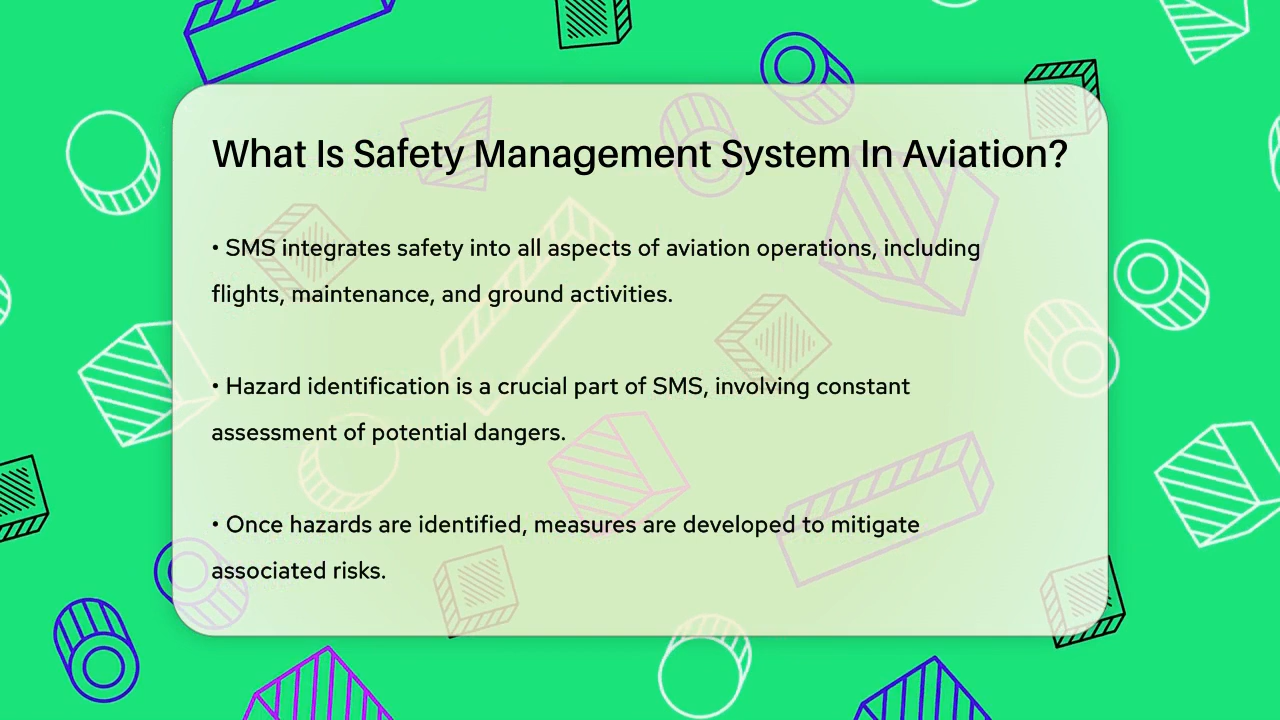 What Is Safety Management System In Aviation?
• SMS integrates safety into all aspects of aviation operations, including
flights, maintenance, and ground activities.
• Hazard identification is a crucial part of SMS, involving constant
assessment of potential dangers.
• Once hazards are identified, measures are developed to mitigate
associated risks.